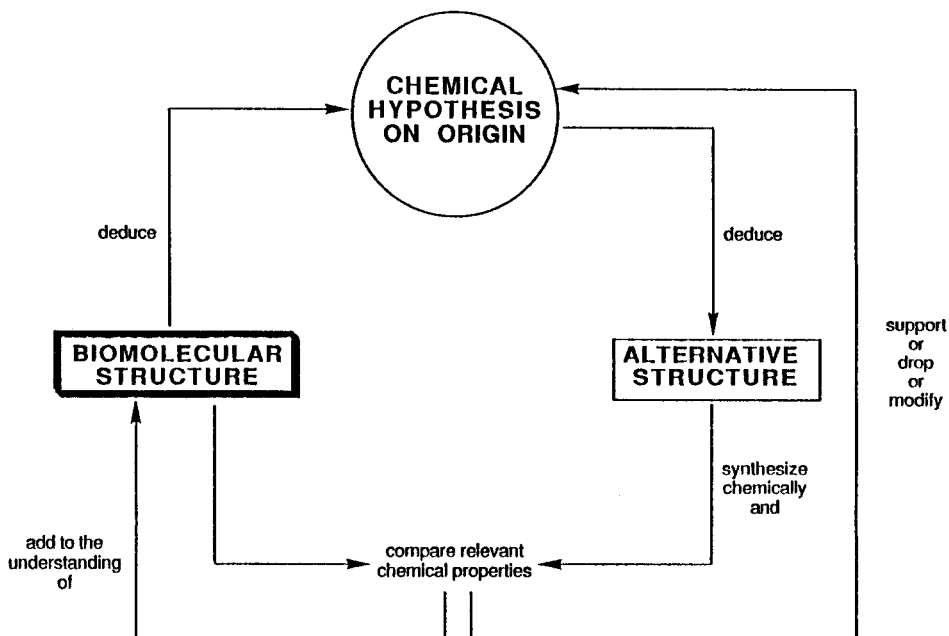 CHEMICAL
HYPOTHESIS
ON ORIGIN
deduce
deduce
BIOMOLECULAR
STRUCTURE
ALTERNATIVE
STRUCTURE
support
or
drop
or
modify
synthesize
chemically
and
add to the
understanding
of
compare relevant
chemical properties